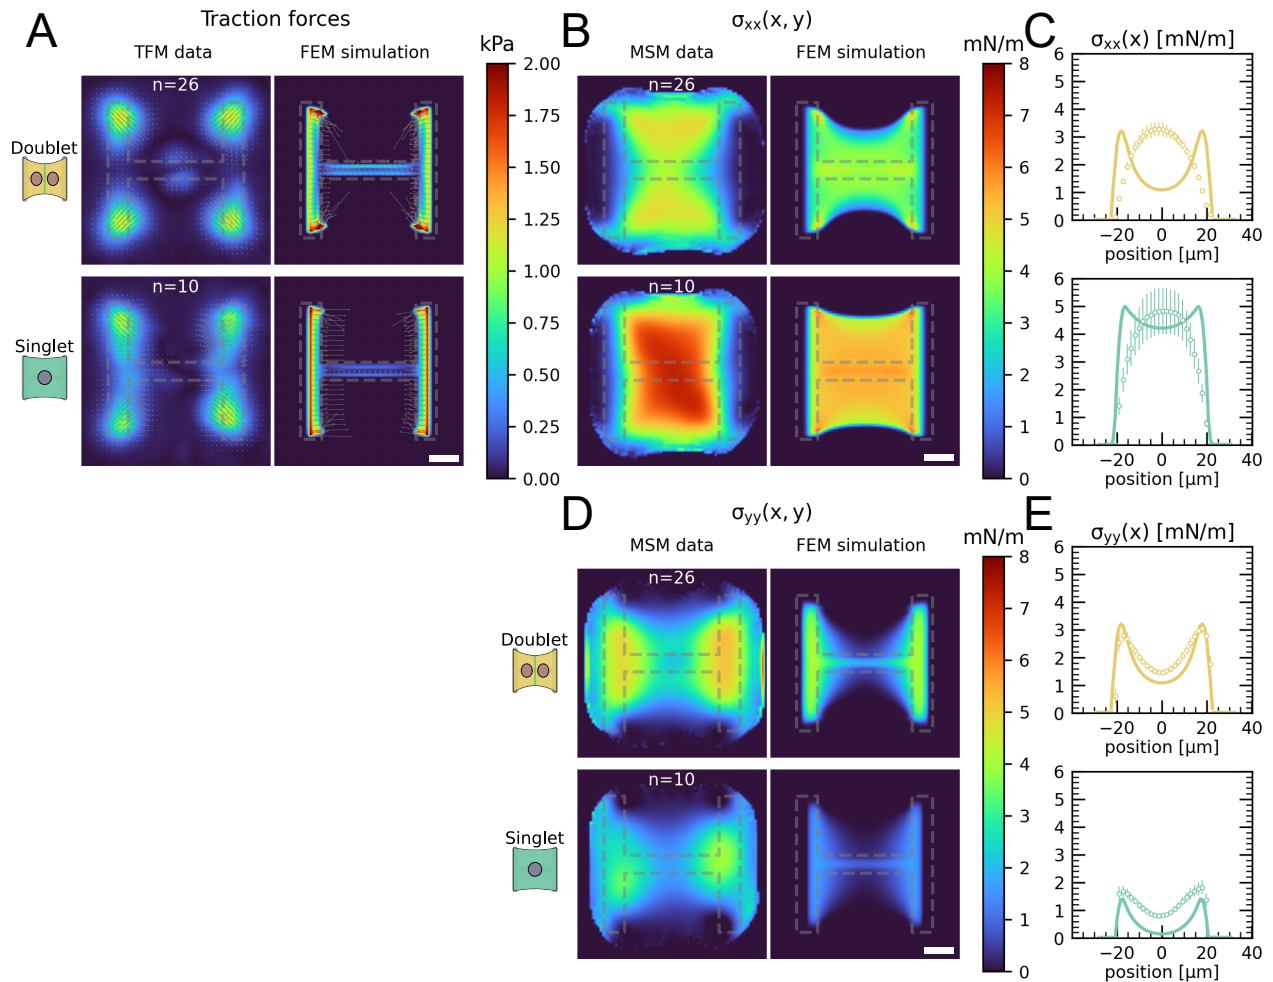 A
Traction forces
TFM data
FEM simulation
kPa
n=26
Doublet
n=10
Singlet
2.00
1.75
1.50
1.25
1.00
0.75
0.50
0.25
0.00
B
σxx(x, y)
MSM data
FEM simulation
mN/m
n=26
n=10
8
7
6
5
4
3
2
1
0
C
σxx(x) [mN/m]
6
5
4
3
2
1
0
−20
0
20
40
position [µm]
6
5
4
3
2
1
0
−20
0
20
40
position [µm]
D
σyy(x, y)
MSM data
FEM simulation
mN/m
n=26
Doublet
n=10
Singlet
8
7
6
5
4
3
2
1
0
E
σyy(x) [mN/m]
6
5
4
3
2
1
0
−20
0
20
40
position [µm]
6
5
4
3
2
1
0
−20
0
20
40
position [µm]